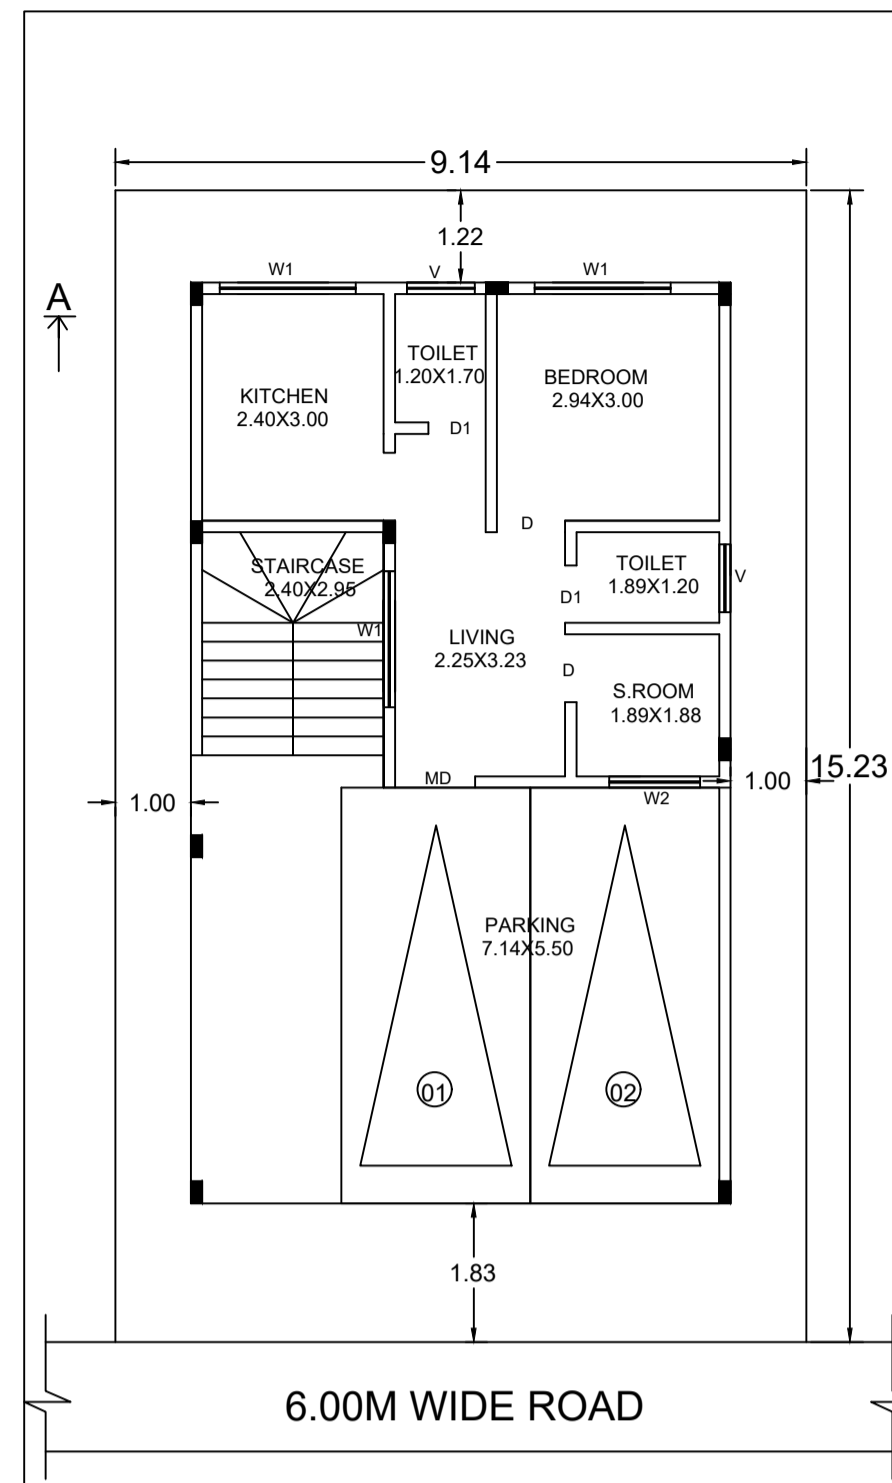 9.14
1.22
W1
V
W1
A
TOILET
1.20X1.70
BEDROOM
2.94X3.00
KITCHEN
2.40X3.00
D1
D
STAIRCASE
2.40X2.95
TOILET
1.89X1.20
V
D1
W1
LIVING
2.25X3.23
D
S.ROOM
1.89X1.88
15.23
MD
1.00
W2
1.00
PARKING
7.14X5.50
01
02
1.83
6.00M WIDE ROAD